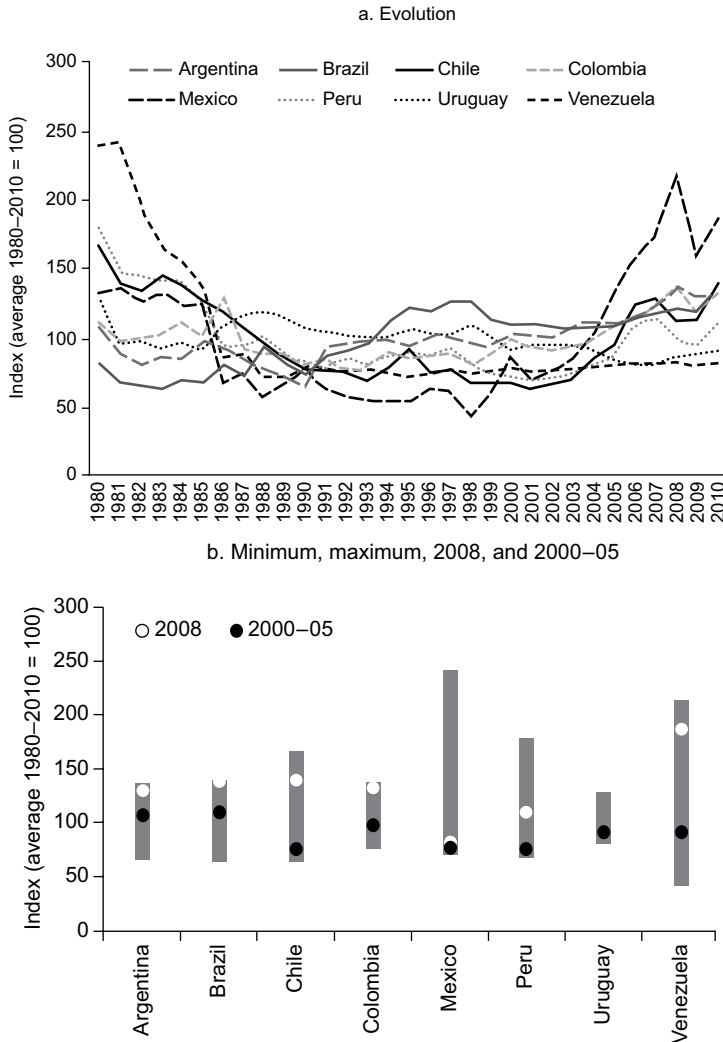 a. Evolution
Index (average 1980–2010 = 100)
300
250
200
150
100
50
0
Argentina Brazil Chile Colombia
Mexico Peru Uruguay Venezuela
1980 1981 1982 1983 1984 1985 1986 1987 1988 1989 1990 1991 1992 1993 1994 1995 1996 1997 1998 1999 2000 2001 2002 2003 2004 2005 2006 2007 2008 2009 2010
b. Minimum, maximum, 2008, and 2000–05
Index (average 1980–2010 = 100)
300
250
200
150
100
50
0
2008 2000–05
Argentina Brazil Chile Colombia Mexico Peru Uruguay Venezuela